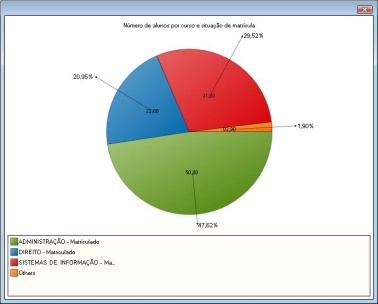 Número de alunos por curso e situação de matrícula
29,52%
20,95%
31,00
22,00
1,90%
50,00
47,62%
ADMINISTRAÇÃO - Matriculado
DIREITO - Matriculado
SISTEMAS DE INFORMAÇÃO - Ma...
Others